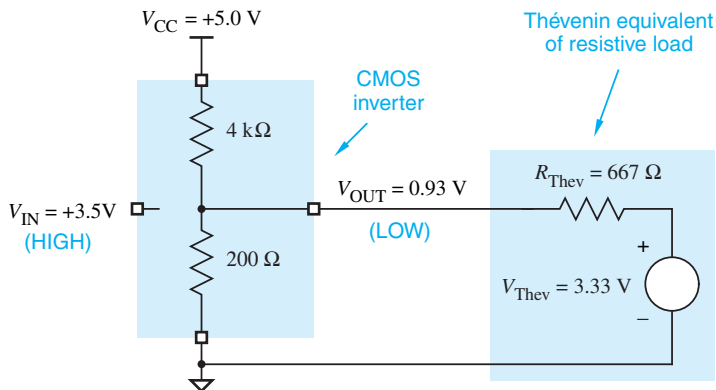 V_CC = +5.0 V
Thévenin equivalent
of resistive load
CMOS
inverter
4 kΩ
R_Thev = 667 Ω
V_IN = +3.5V
(HIGH)
V_OUT = 0.93 V
(LOW)
200 Ω
+
V_Thev = 3.33 V
–